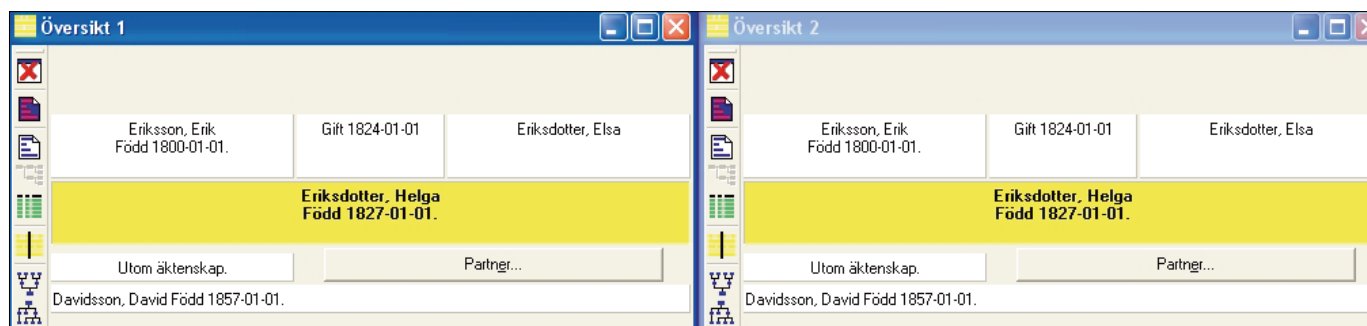 Översikt 1
Eriksson, Erik
Född 1800-01-01.
Gift 1824-01-01
Eriksdotter, Elsa
Eriksdotter, Helga
Född 1827-01-01.
Utom äktenskap.
Partner...
Davidsson, David Född 1857-01-01.
Översikt 2
Eriksson, Erik
Född 1800-01-01.
Gift 1824-01-01
Eriksdotter, Elsa
Eriksdotter, Helga
Född 1827-01-01.
Utom äktenskap.
Partner...
Davidsson, David Född 1857-01-01.